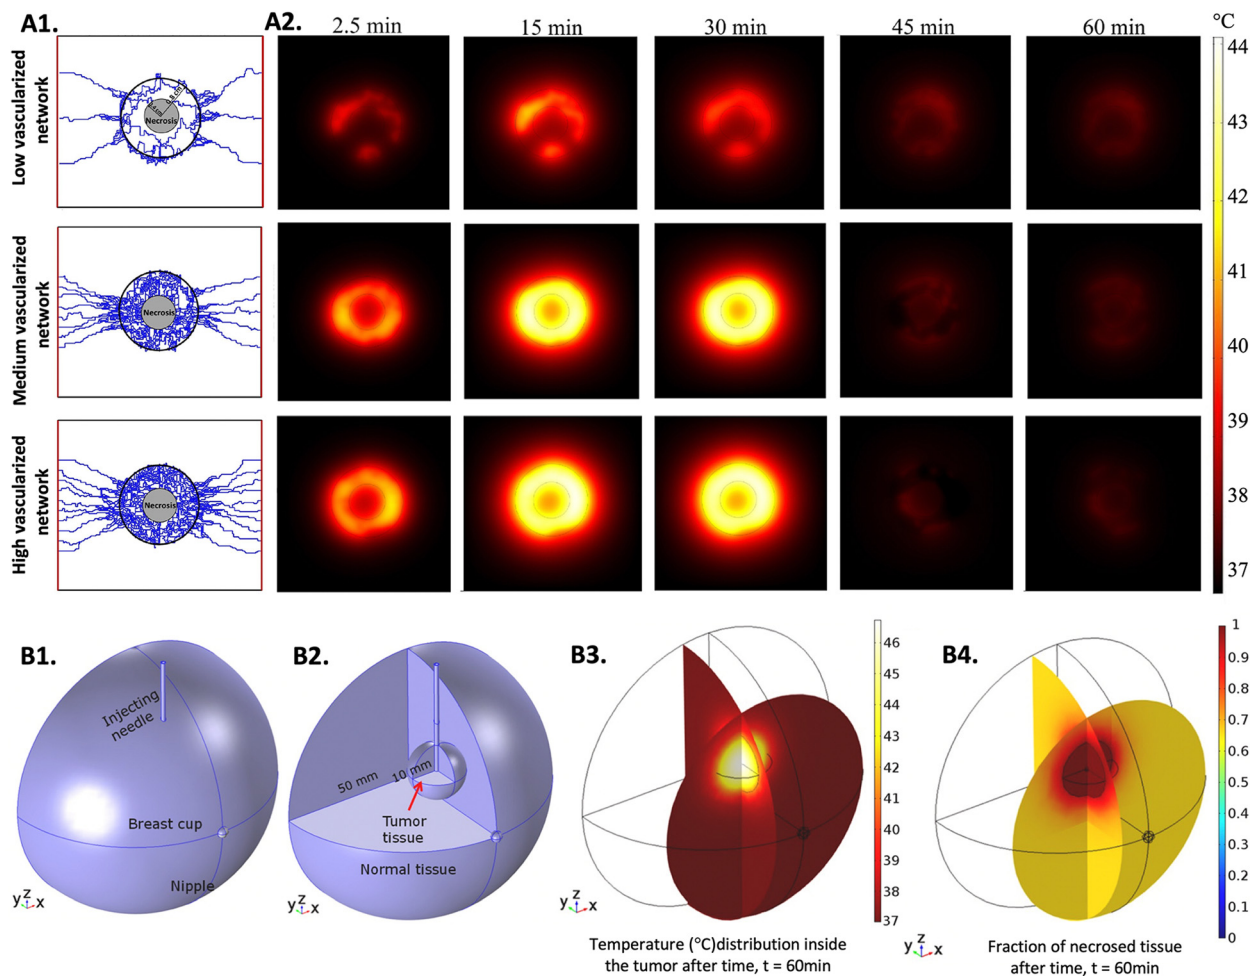 A1.
A2.
°C
2.5 min
15 min
30 min
45 min
60 min
Low vascularized
network
0.8 cm
Necrosis
Medium vascularized
network
Necrosis
High vascularized
network
Necrosis
44
43
42
41
40
39
38
37
B1.
Injecting
needle
Breast cup
Nipple
y z x
B2.
50 mm
10 mm
Tumor
tissue
Normal tissue
y z x
B3.
46
45
44
43
42
41
40
39
38
37
y z x
Temperature (°C)distribution inside
the tumor after time, t = 60min
B4.
1
0.9
0.8
0.7
0.6
0.5
0.4
0.3
0.2
0.1
0
y z x
Fraction of necrosed tissue
after time, t = 60min